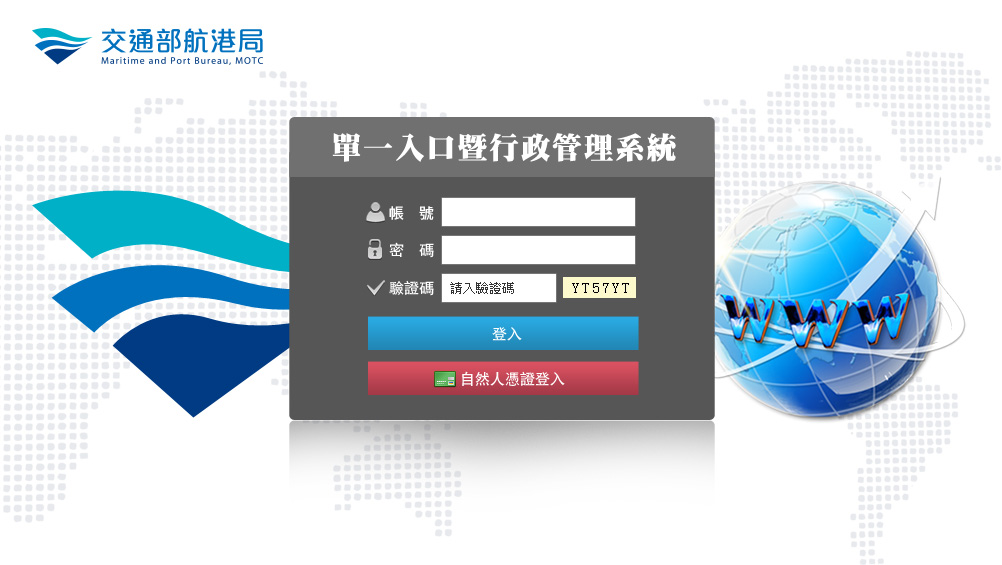 交通部航港局
Maritime and Port Bureau, MOTC
單一入口暨行政管理系統
帳 號
密 碼
驗證碼 請入驗證碼 YT57YT
登入
自然人憑證登入
WWW